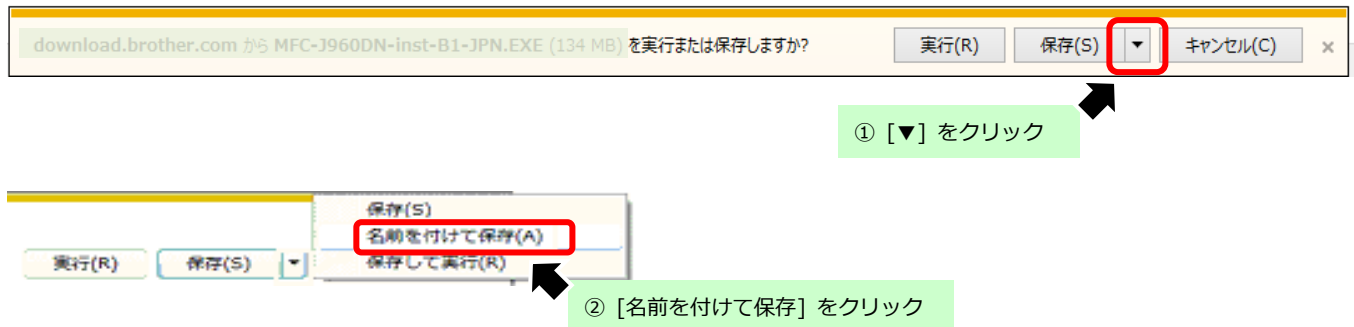 download.brother.com から MFC-J960DN-inst-B1-JPN.EXE (134 MB) を実行または保存しますか? 実行(R) 保存(S) ▼ キャンセル(C) ×
① [▼] をクリック
保存(S)
名前を付けて保存(A)
実行(R) 保存(S) ▼ 保存して実行(R)
② [名前を付けて保存] をクリック